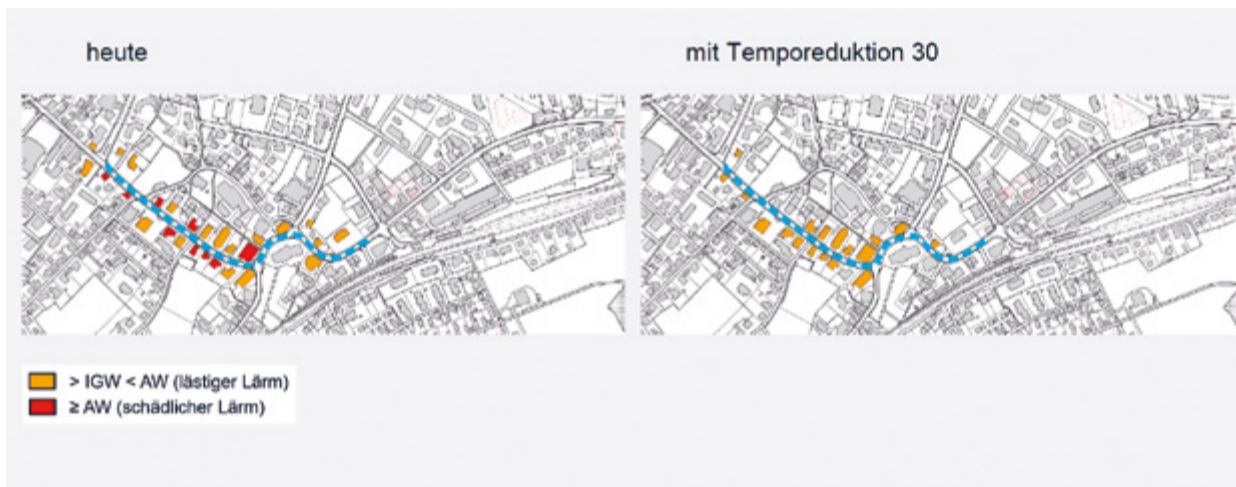 heute
mit Temporeduktion 30
> IGW < AW (lästiger Lärm)
≥ AW (schädlicher Lärm)